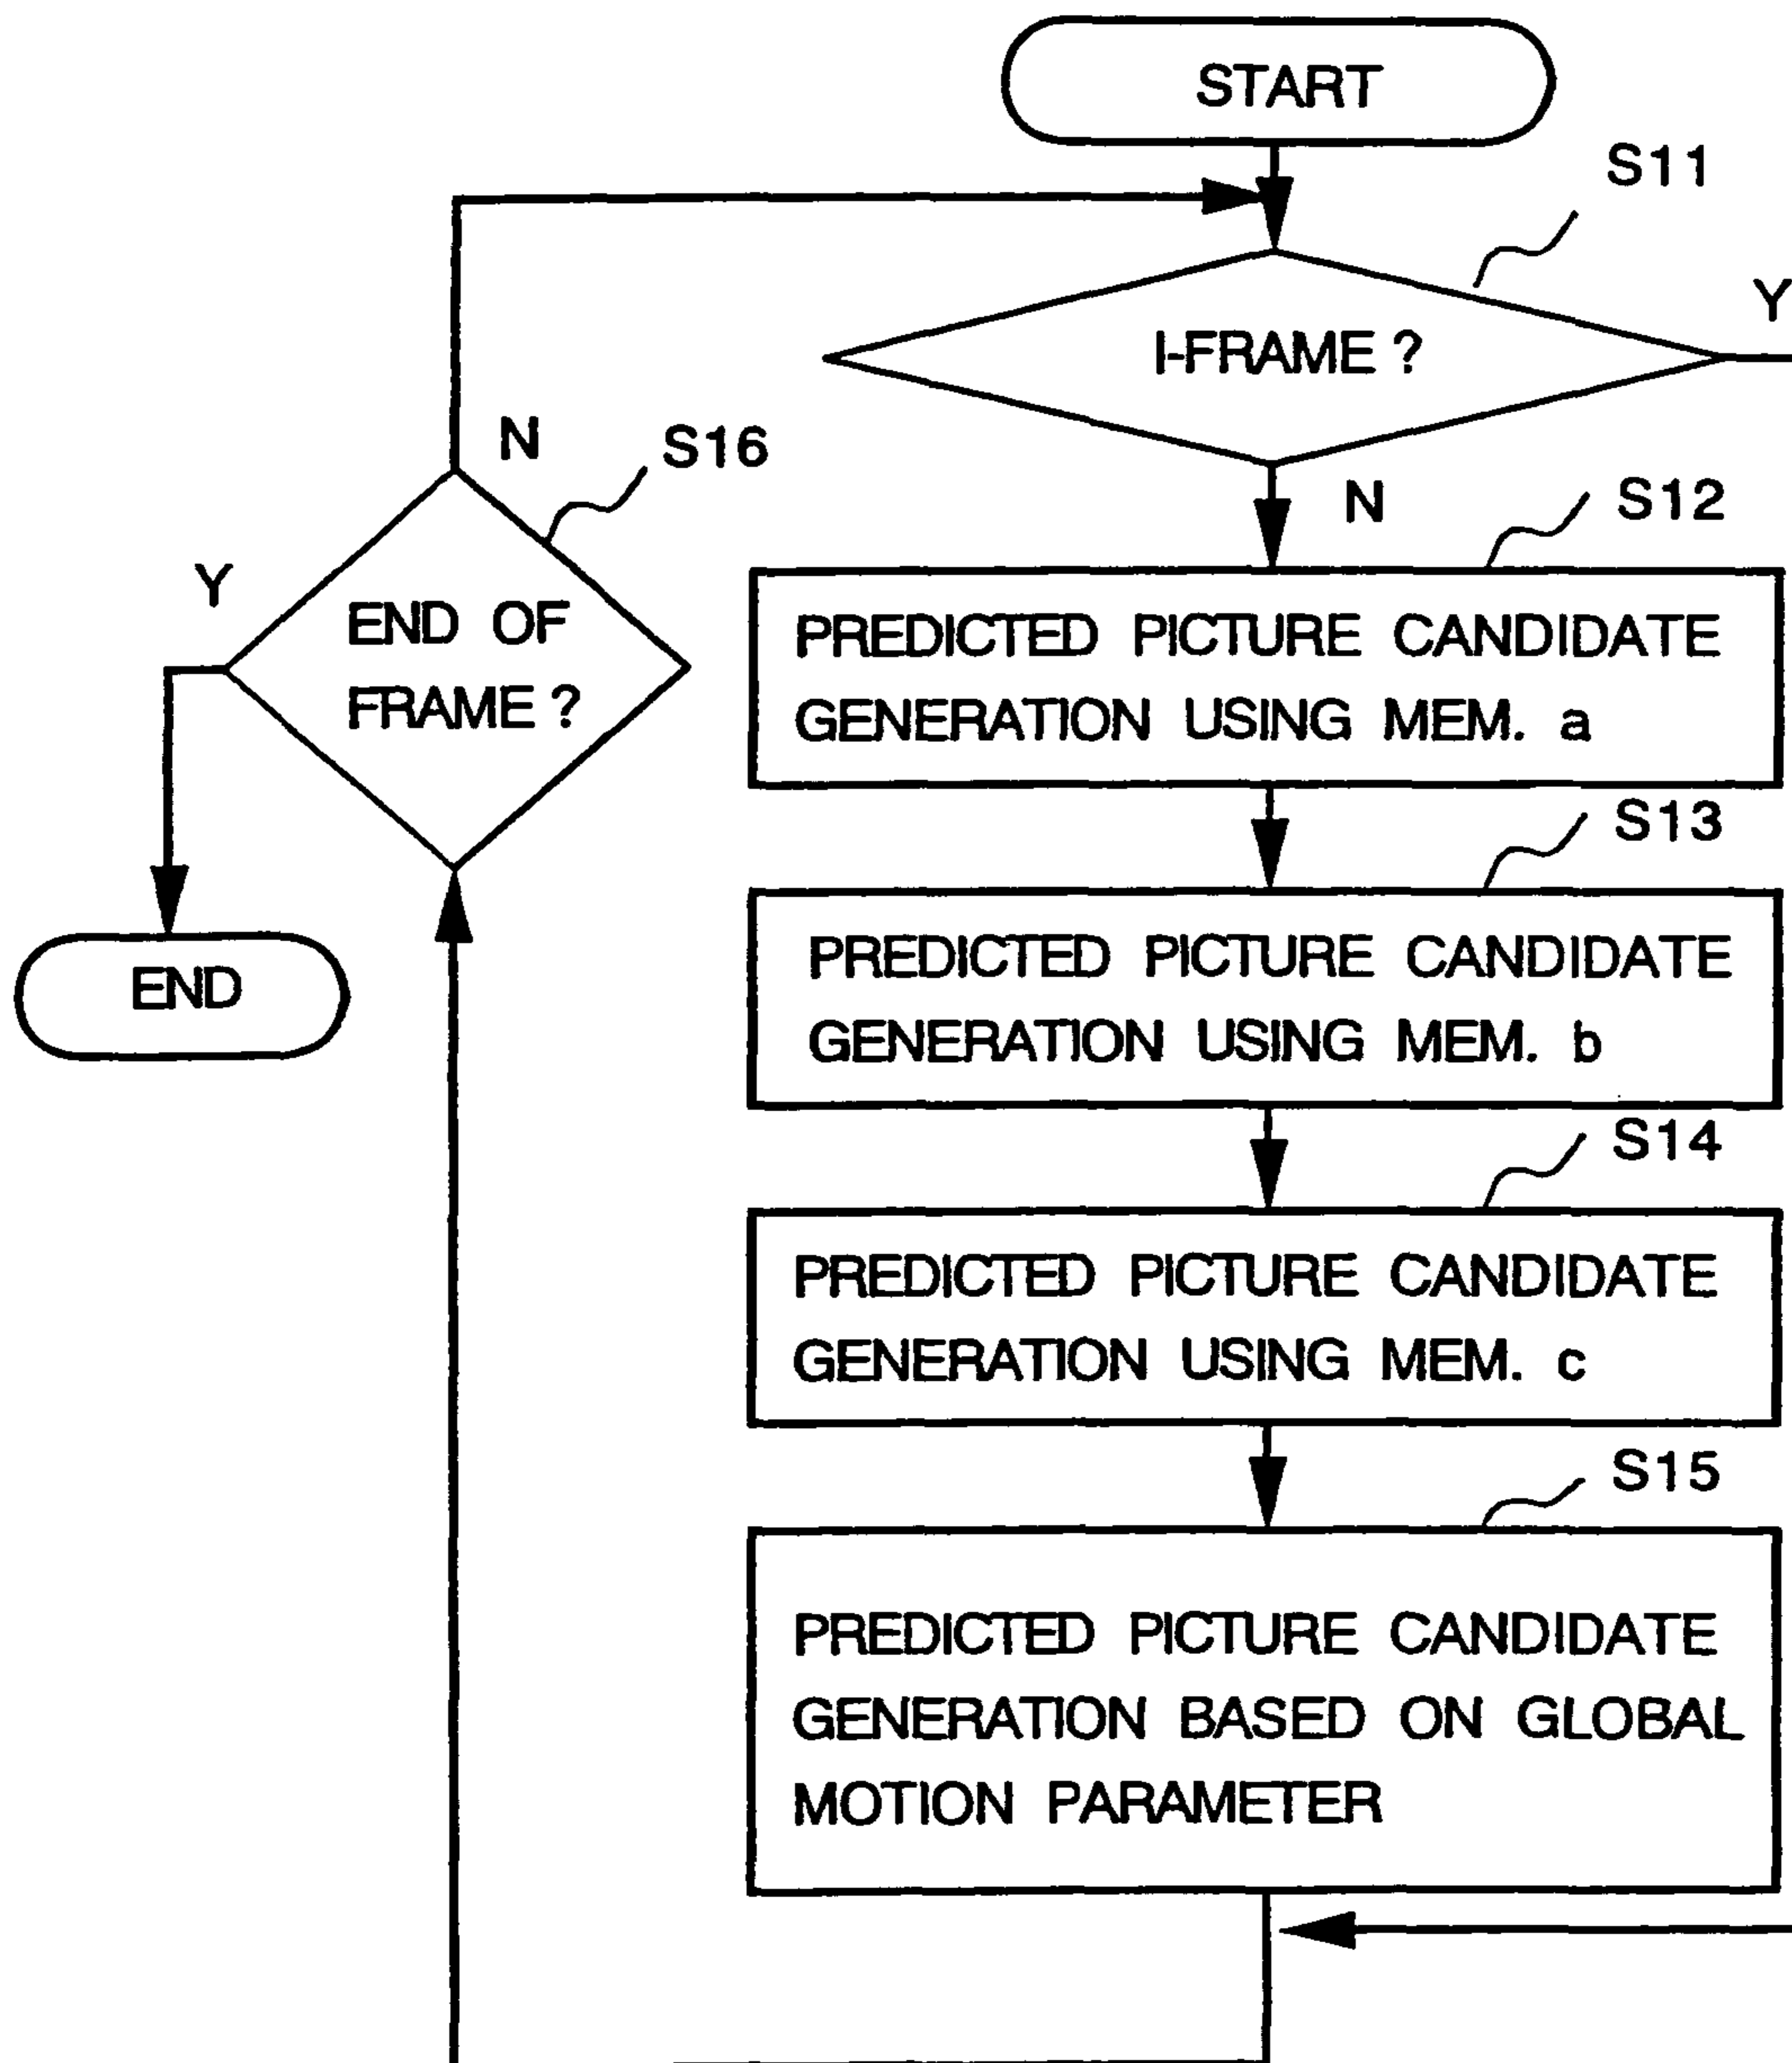 START
S11
I-FRAME ?
Y
N
S16
N
S12
Y
END OF
FRAME ?
PREDICTED PICTURE CANDIDATE
GENERATION USING MEM. a
S13
END
PREDICTED PICTURE CANDIDATE
GENERATION USING MEM. b
S14
PREDICTED PICTURE CANDIDATE
GENERATION USING MEM. c
S15
PREDICTED PICTURE CANDIDATE
GENERATION BASED ON GLOBAL
MOTION PARAMETER